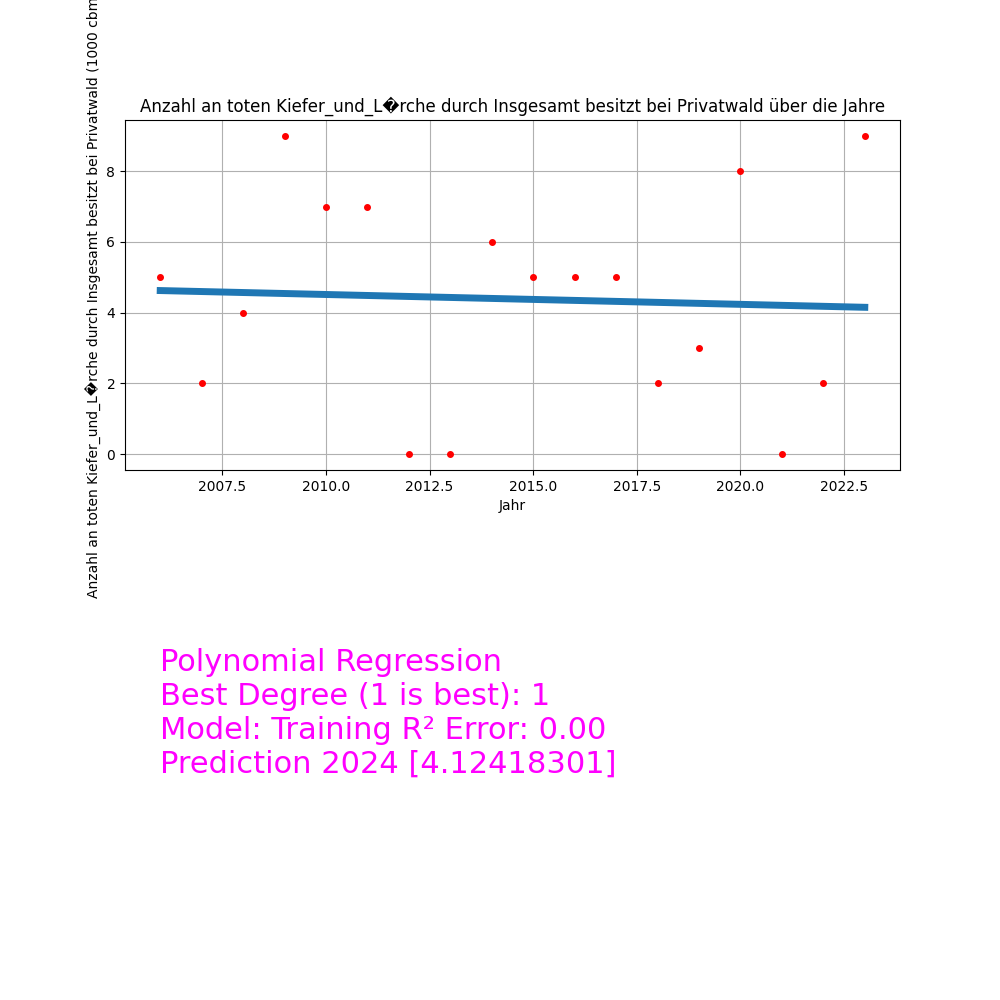 Anzahl an toten Kiefer_und_L�rche durch Insgesamt besitzt bei Privatwald über die Jahre
Anzahl an toten Kiefer_und_L�rche durch Insgesamt besitzt bei Privatwald (1000 cbm
8
6
4
2
0
2007.5 2010.0 2012.5 2015.0 2017.5 2020.0 2022.5
Jahr
Polynomial Regression
Best Degree (1 is best): 1
Model: Training R² Error: 0.00
Prediction 2024 [4.12418301]